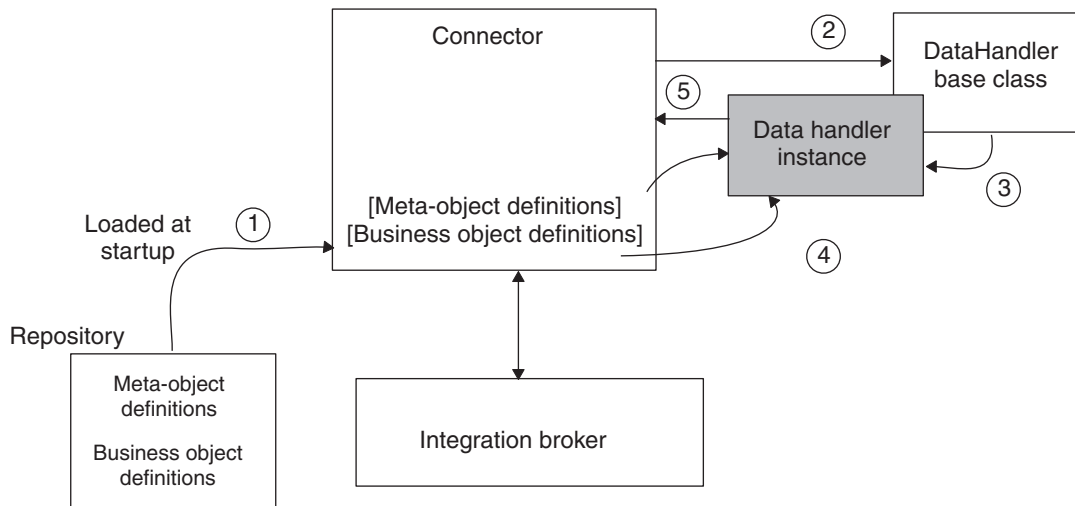 Connector
2
DataHandler
base class
5
Data handler
instance
3
[Meta-object definitions]
[Business object definitions]
4
Loaded at
startup
1
Repository
Meta-object
definitions
Business object
definitions
Integration broker